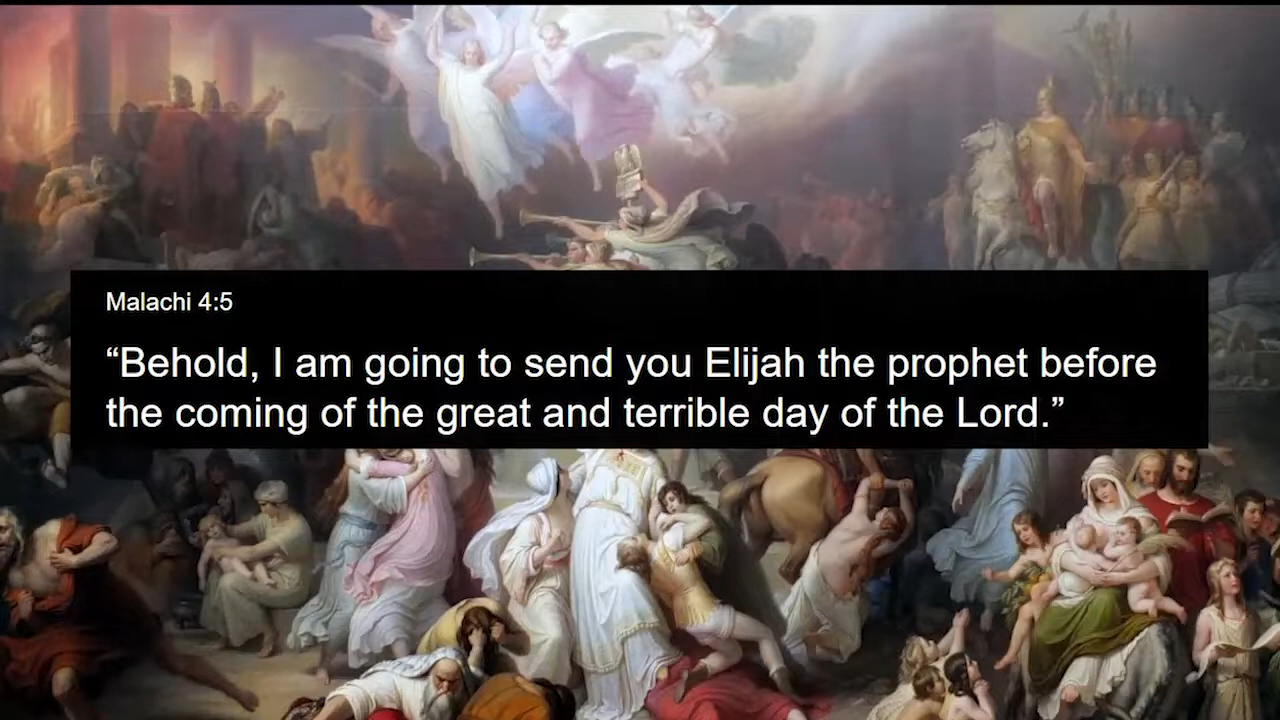 Malachi 4:5
“Behold, I am going to send you Elijah the prophet before
the coming of the great and terrible day of the Lord.”